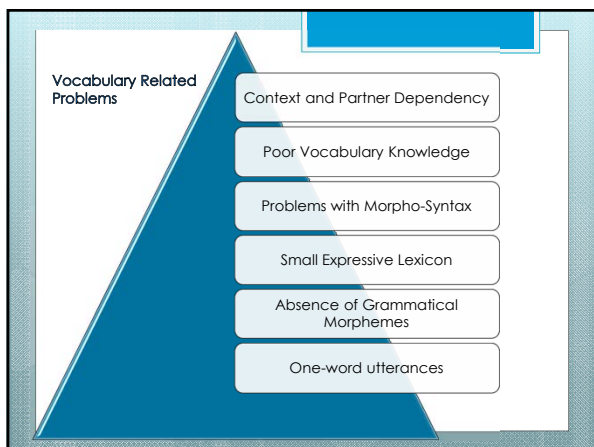 Vocabulary Related
Problems
Context and Partner Dependency
Poor Vocabulary Knowledge
Problems with Morpho-Syntax
Small Expressive Lexicon
Absence of Grammatical
Morphemes
One-word utterances